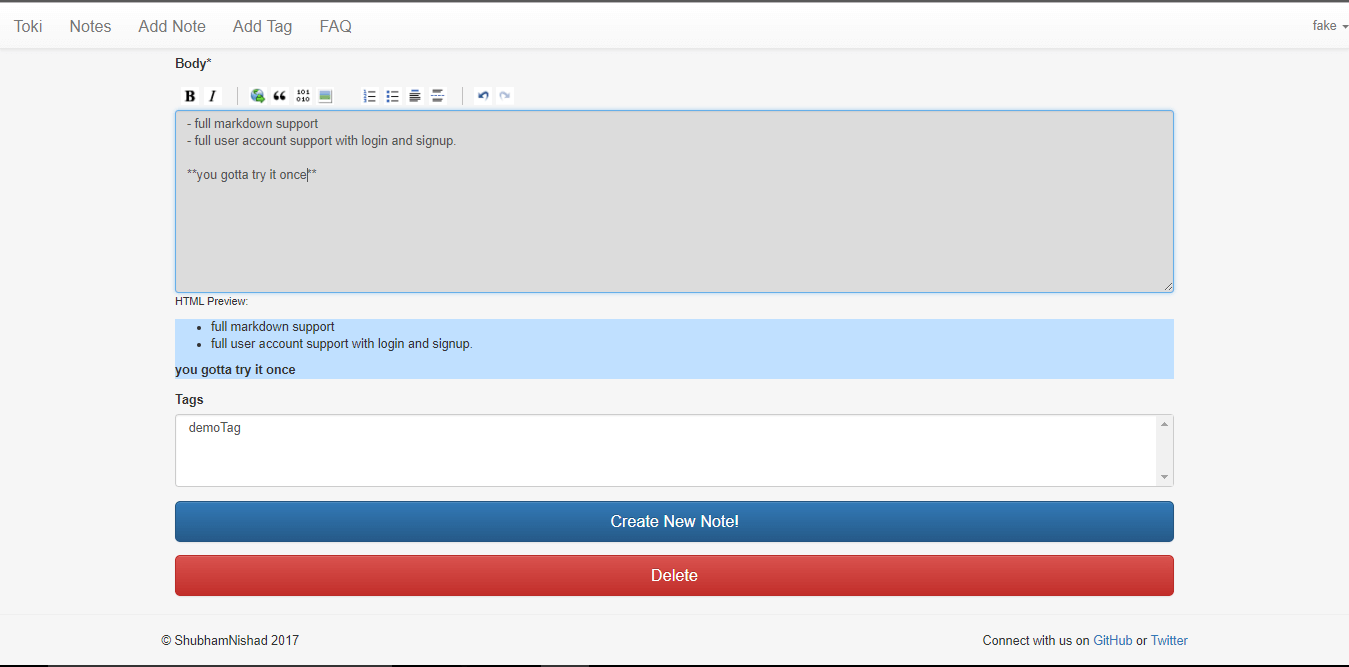 Toki Notes Add Note Add Tag FAQ fake
Body*
B I 101 010
- full markdown support
- full user account support with login and signup.
**you gotta try it once**
HTML Preview:
• full markdown support
• full user account support with login and signup.
you gotta try it once
Tags
demoTag
Create New Note!
Delete
© ShubhamNishad 2017 Connect with us on GitHub or Twitter